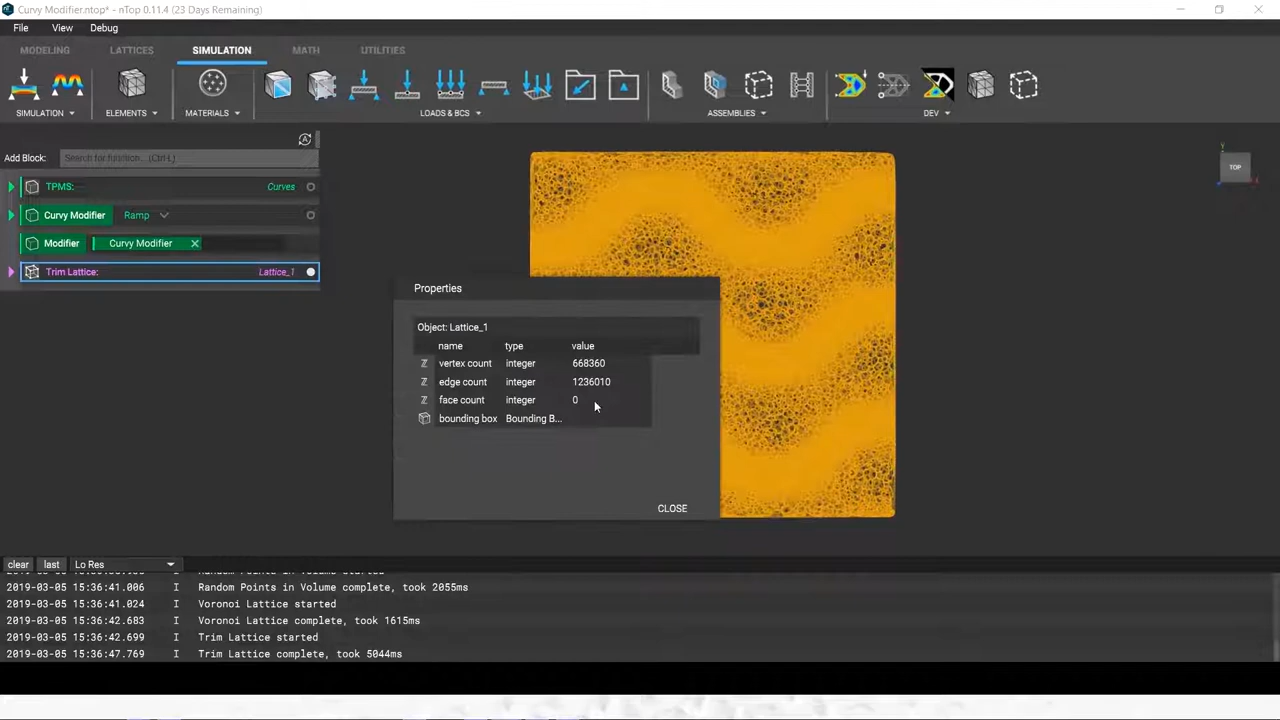 Curvy Modifier.ntop* - nTop 0.11.4 (23 Days Remaining)
File View Debug
MODELING LATTICES SIMULATION MATH UTILITIES
SIMULATION ELEMENTS MATERIALS LOADS & BCS ASSEMBLIES DEV
Add Block: Search for function... (Ctrl-L)
TPMS: Curves
Curvy Modifier Ramp
Modifier Curvy Modifier
Trim Lattice: Lattice_1
Y
TOP
Properties
Object: Lattice_1
name type value
vertex count integer 668360
edge count integer 1236010
face count integer 0
bounding box Bounding B...
CLOSE
clear last Lo Res
Random Points in Volume started
2019-03-05 15:36:41.006 I Random Points in Volume complete, took 2055ms
2019-03-05 15:36:41.024 I Voronoi Lattice started
2019-03-05 15:36:42.683 I Voronoi Lattice complete, took 1615ms
2019-03-05 15:36:42.699 I Trim Lattice started
2019-03-05 15:36:47.769 I Trim Lattice complete, took 5044ms